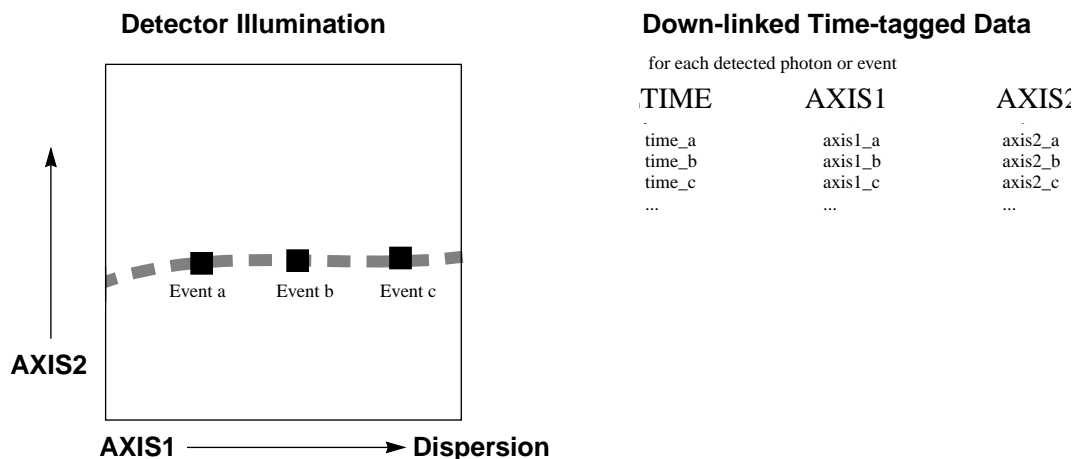 Detector Illumination
AXIS2
Event a Event b Event c
AXIS1 Dispersion
Down-linked Time-tagged Data
for each detected photon or event
TIME AXIS1 AXIS2
time_a axis1_a axis2_a
time_b axis1_b axis2_b
time_c axis1_c axis2_c
... ... ...